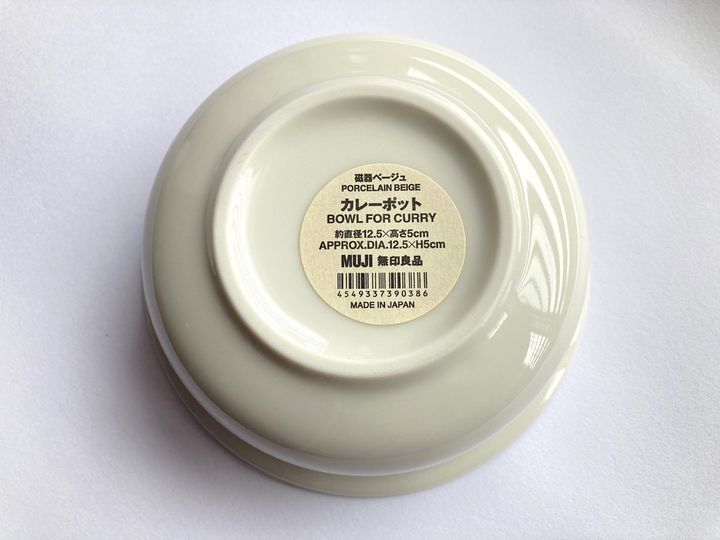 磁器ベージュ
PORCELAIN BEIGE
カレーポット
BOWL FOR CURRY
約直径12.5×高さ5cm
APPROX.DIA.12.5×H5cm
MUJI 無印良品
4549337390386
MADE IN JAPAN